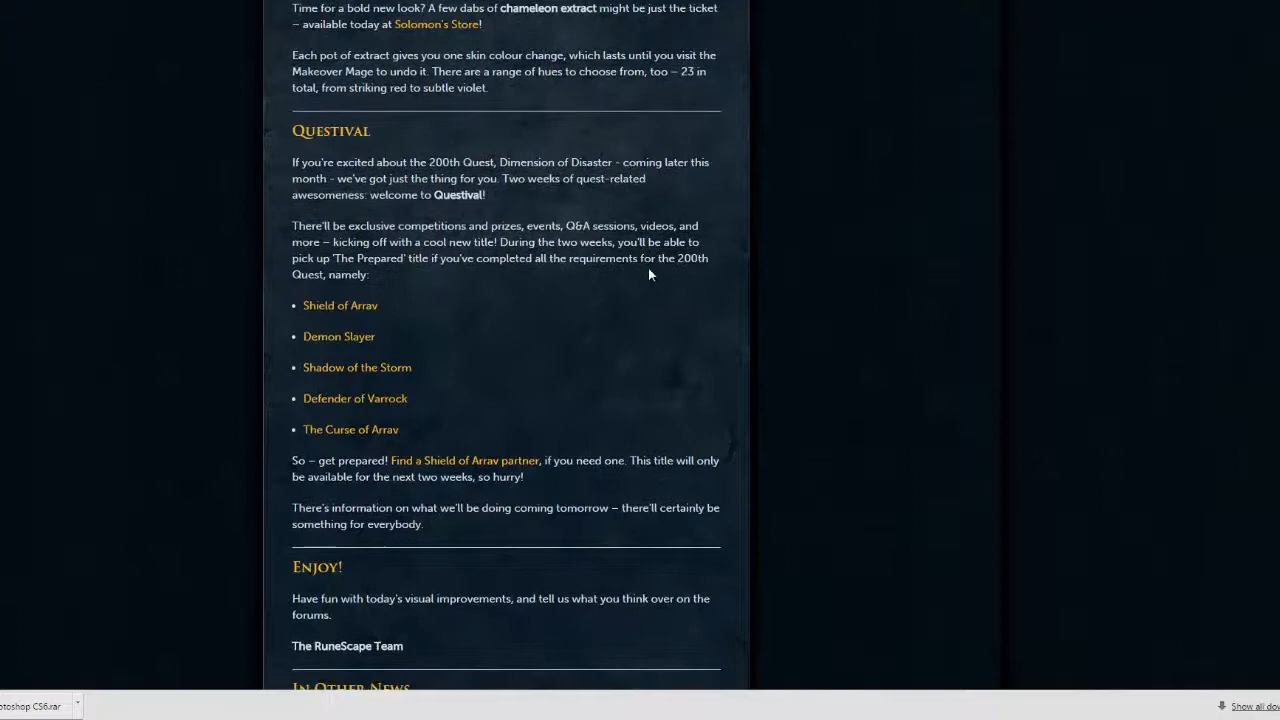 Time for a bold new look? A few dabs of chameleon extract might be just the ticket
– available today at Solomon's Store!
Each pot of extract gives you one skin colour change, which lasts until you visit the
Makeover Mage to undo it. There are a range of hues to choose from, too – 23 in
total, from striking red to subtle violet.
Questival
If you're excited about the 200th Quest, Dimension of Disaster - coming later this
month - we've got just the thing for you. Two weeks of quest-related
awesomeness: welcome to Questival!
There'll be exclusive competitions and prizes, events, Q&A sessions, videos, and
more – kicking off with a cool new title! During the two weeks, you'll be able to
pick up 'The Prepared' title if you've completed all the requirements for the 200th
Quest, namely:
• Shield of Arrav
• Demon Slayer
• Shadow of the Storm
• Defender of Varrock
• The Curse of Arrav
So – get prepared! Find a Shield of Arrav partner, if you need one. This title will only
be available for the next two weeks, so hurry!
There's information on what we'll be doing coming tomorrow – there'll certainly be
something for everybody.
Enjoy!
Have fun with today's visual improvements, and tell us what you think over on the
forums.
The RuneScape Team
In Other News
otoshop CS6.rar
Show all do